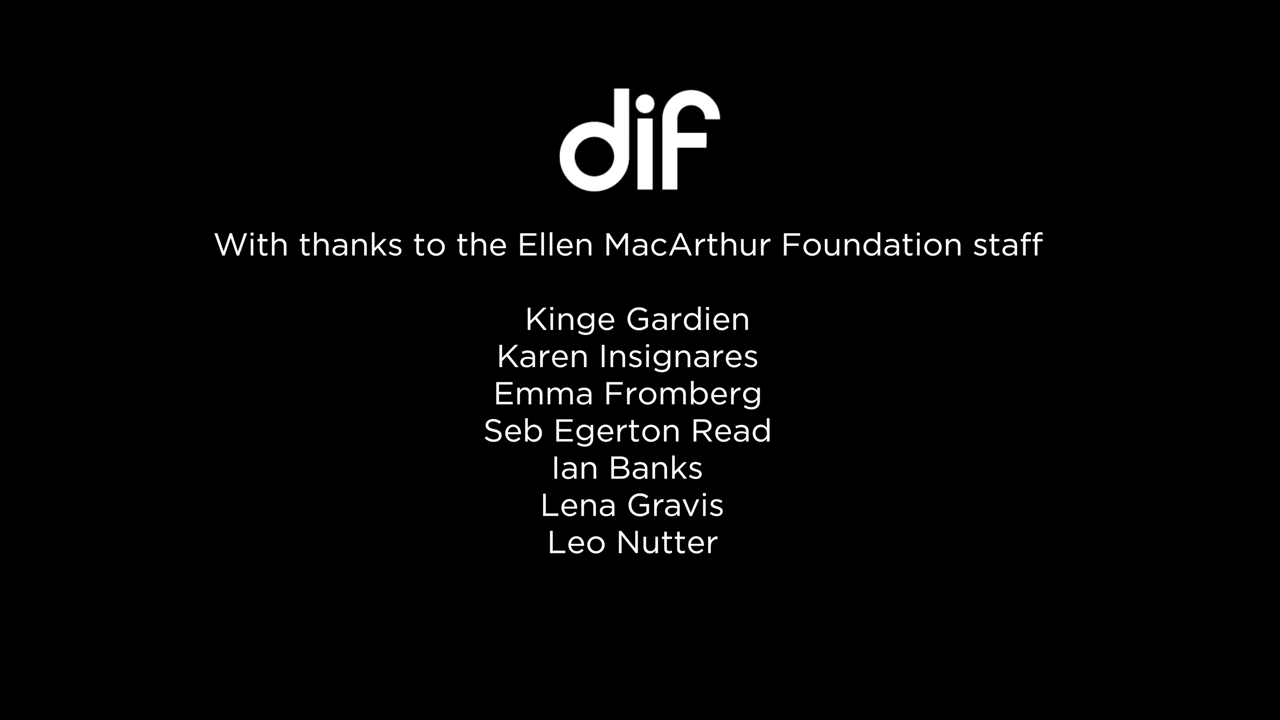 dif
With thanks to the Ellen MacArthur Foundation staff
Kinge Gardien
Karen Insignares
Emma Fromberg
Seb Egerton Read
Ian Banks
Lena Gravis
Leo Nutter